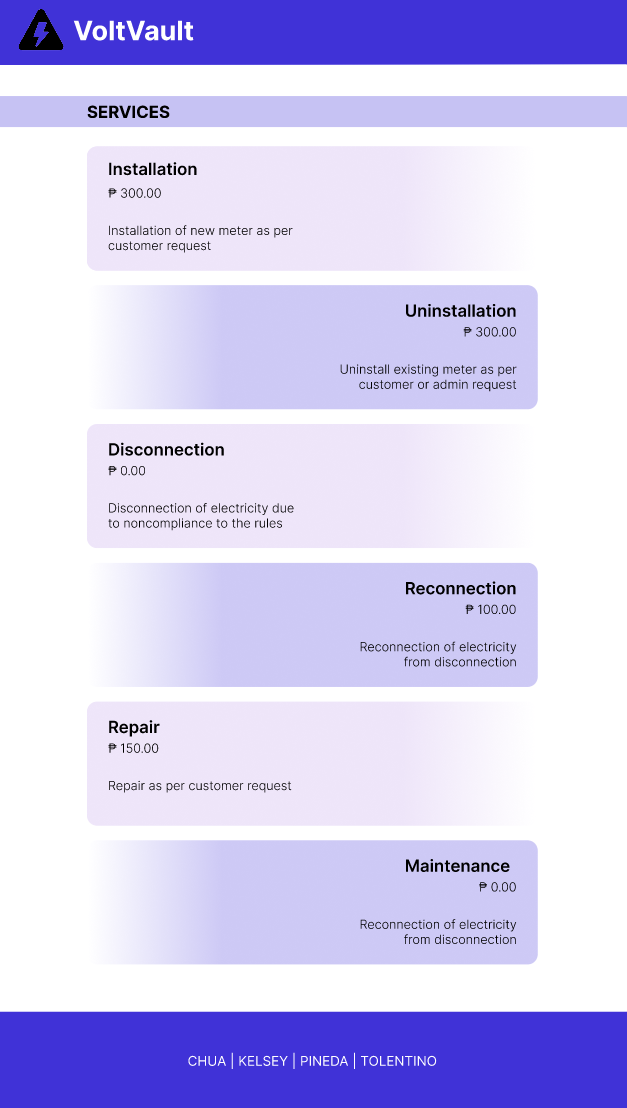 VoltVault
SERVICES
Installation
₱ 300.00
Installation of new meter as per
customer request
Uninstallation
₱ 300.00
Uninstall existing meter as per
customer or admin request
Disconnection
₱ 0.00
Disconnection of electricity due
to noncompliance to the rules
Reconnection
₱ 100.00
Reconnection of electricity
from disconnection
Repair
₱ 150.00
Repair as per customer request
Maintenance
₱ 0.00
Reconnection of electricity
from disconnection
CHUA | KELSEY | PINEDA | TOLENTINO